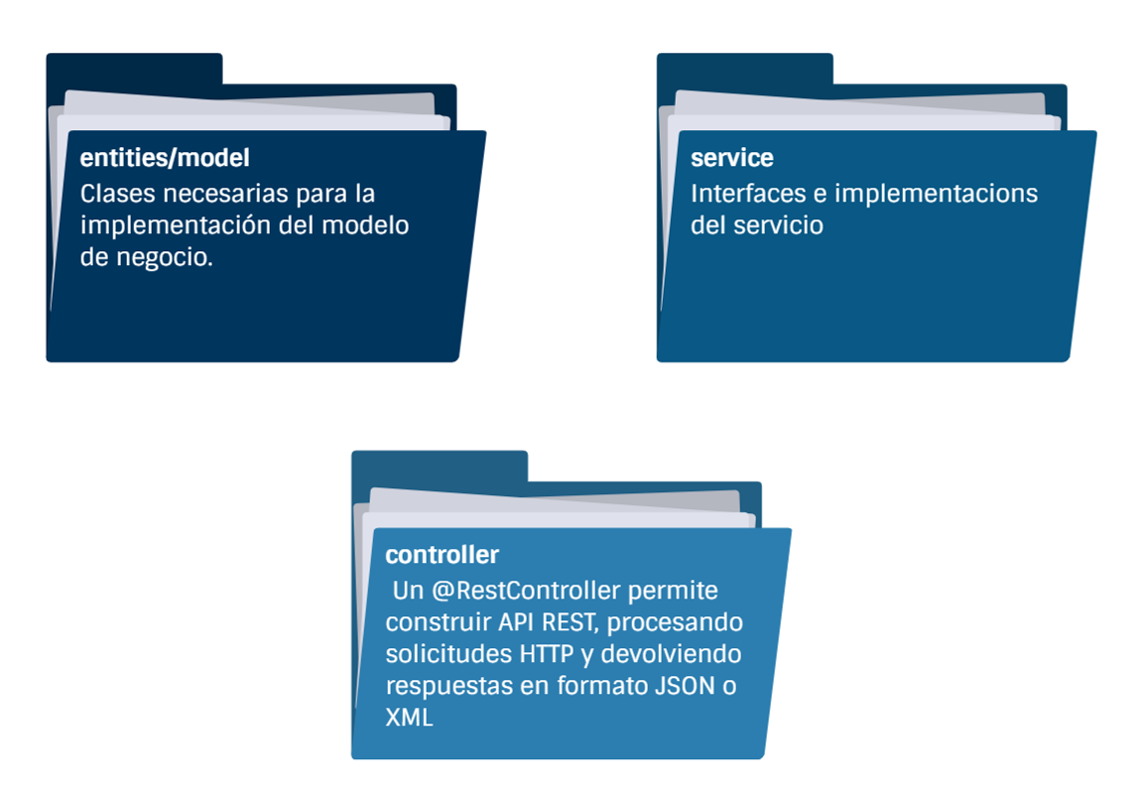 entities/model
Clases necesarias para la
implementación del modelo
de negocio.
service
Interfaces e implementacions
del servicio
controller
Un @RestController permite
construir API REST, procesando
solicitudes HTTP y devolviendo
respuestas en formato JSON o
XML